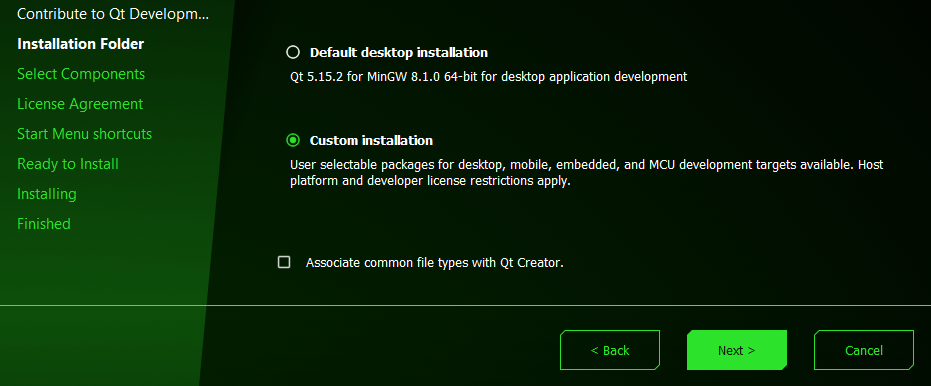 Contribute to Qt Developm...
Installation Folder
Select Components
License Agreement
Start Menu shortcuts
Ready to Install
Installing
Finished
Default desktop installation
Qt 5.15.2 for MinGW 8.1.0 64-bit for desktop application development
Custom installation
User selectable packages for desktop, mobile, embedded, and MCU development targets available. Host
platform and developer license restrictions apply.
Associate common file types with Qt Creator.
< Back
Next >
Cancel